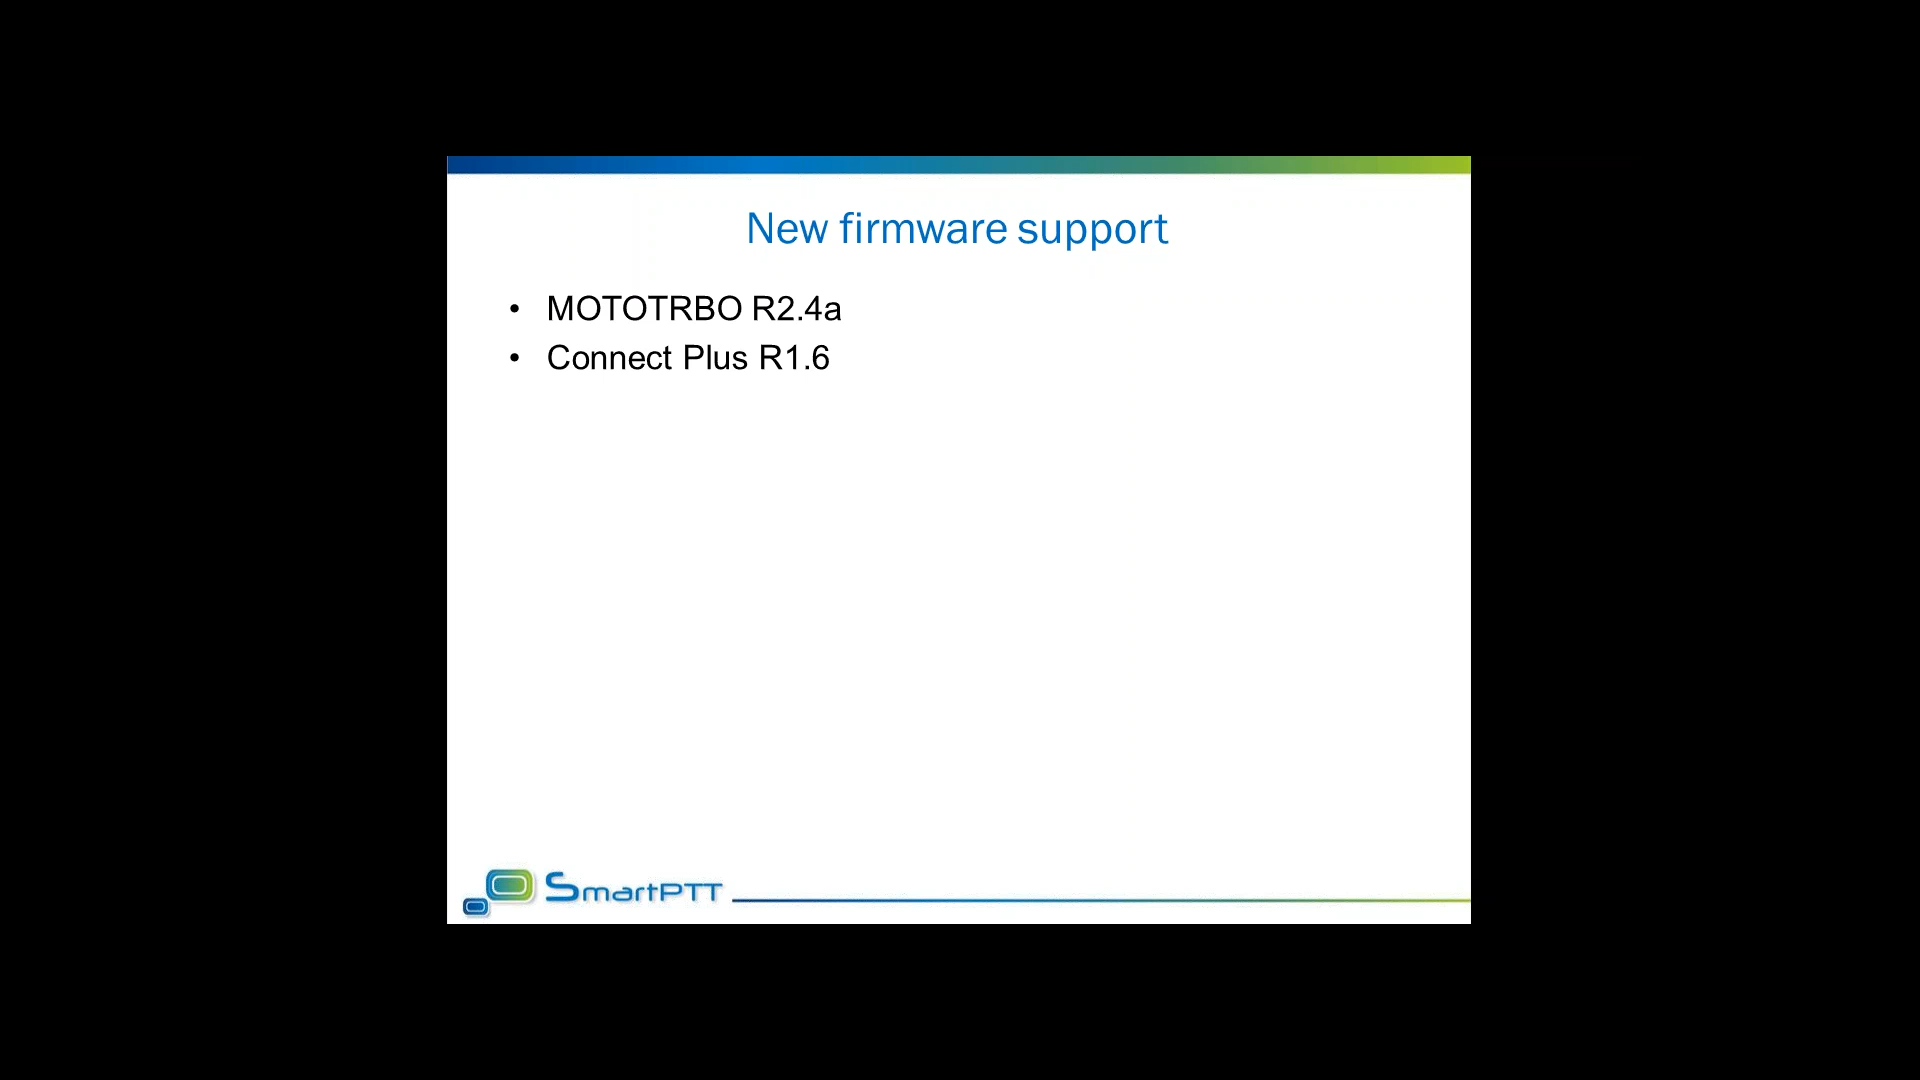 New firmware support
• MOTOTRBO R2.4a
• Connect Plus R1.6
SmartPTT